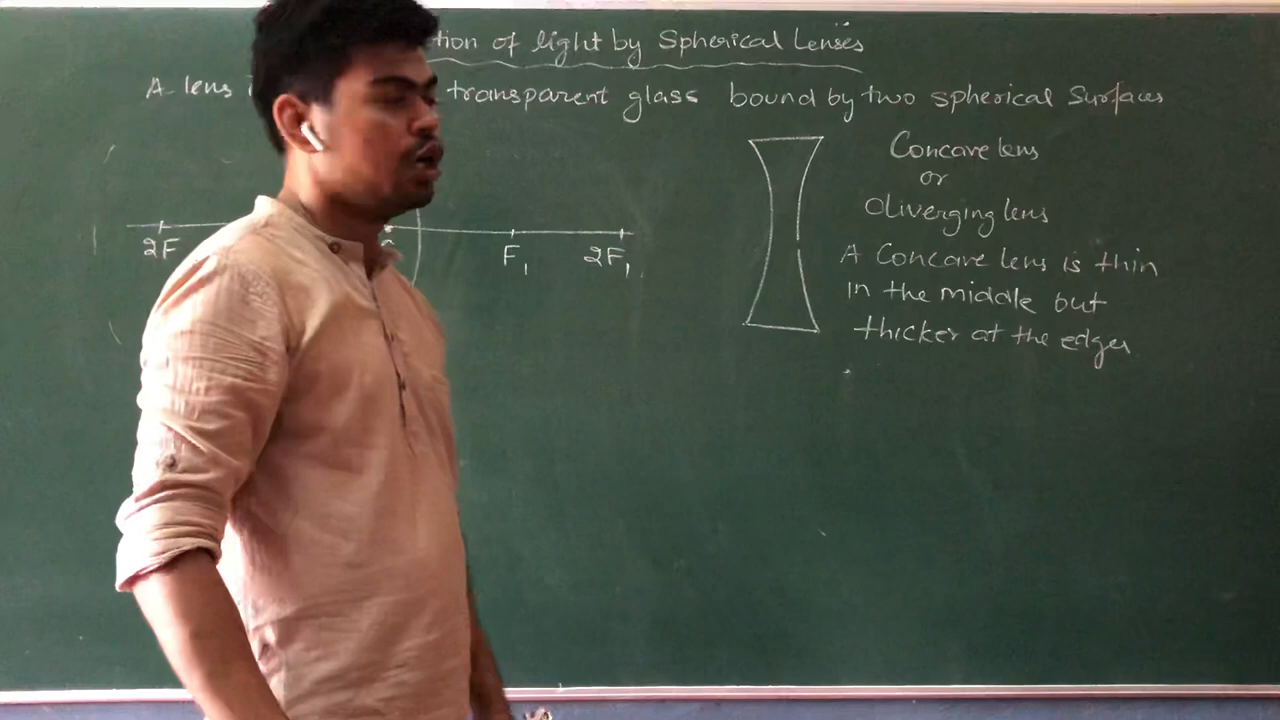 tion of light by Spherical Lenses
A lens transparent glass bound by two spherical Surfaces
Concave lens
or
Diverging lens
A Concave lens is thin
in the middle but
thicker at the edges
2F F₁ 2F₁